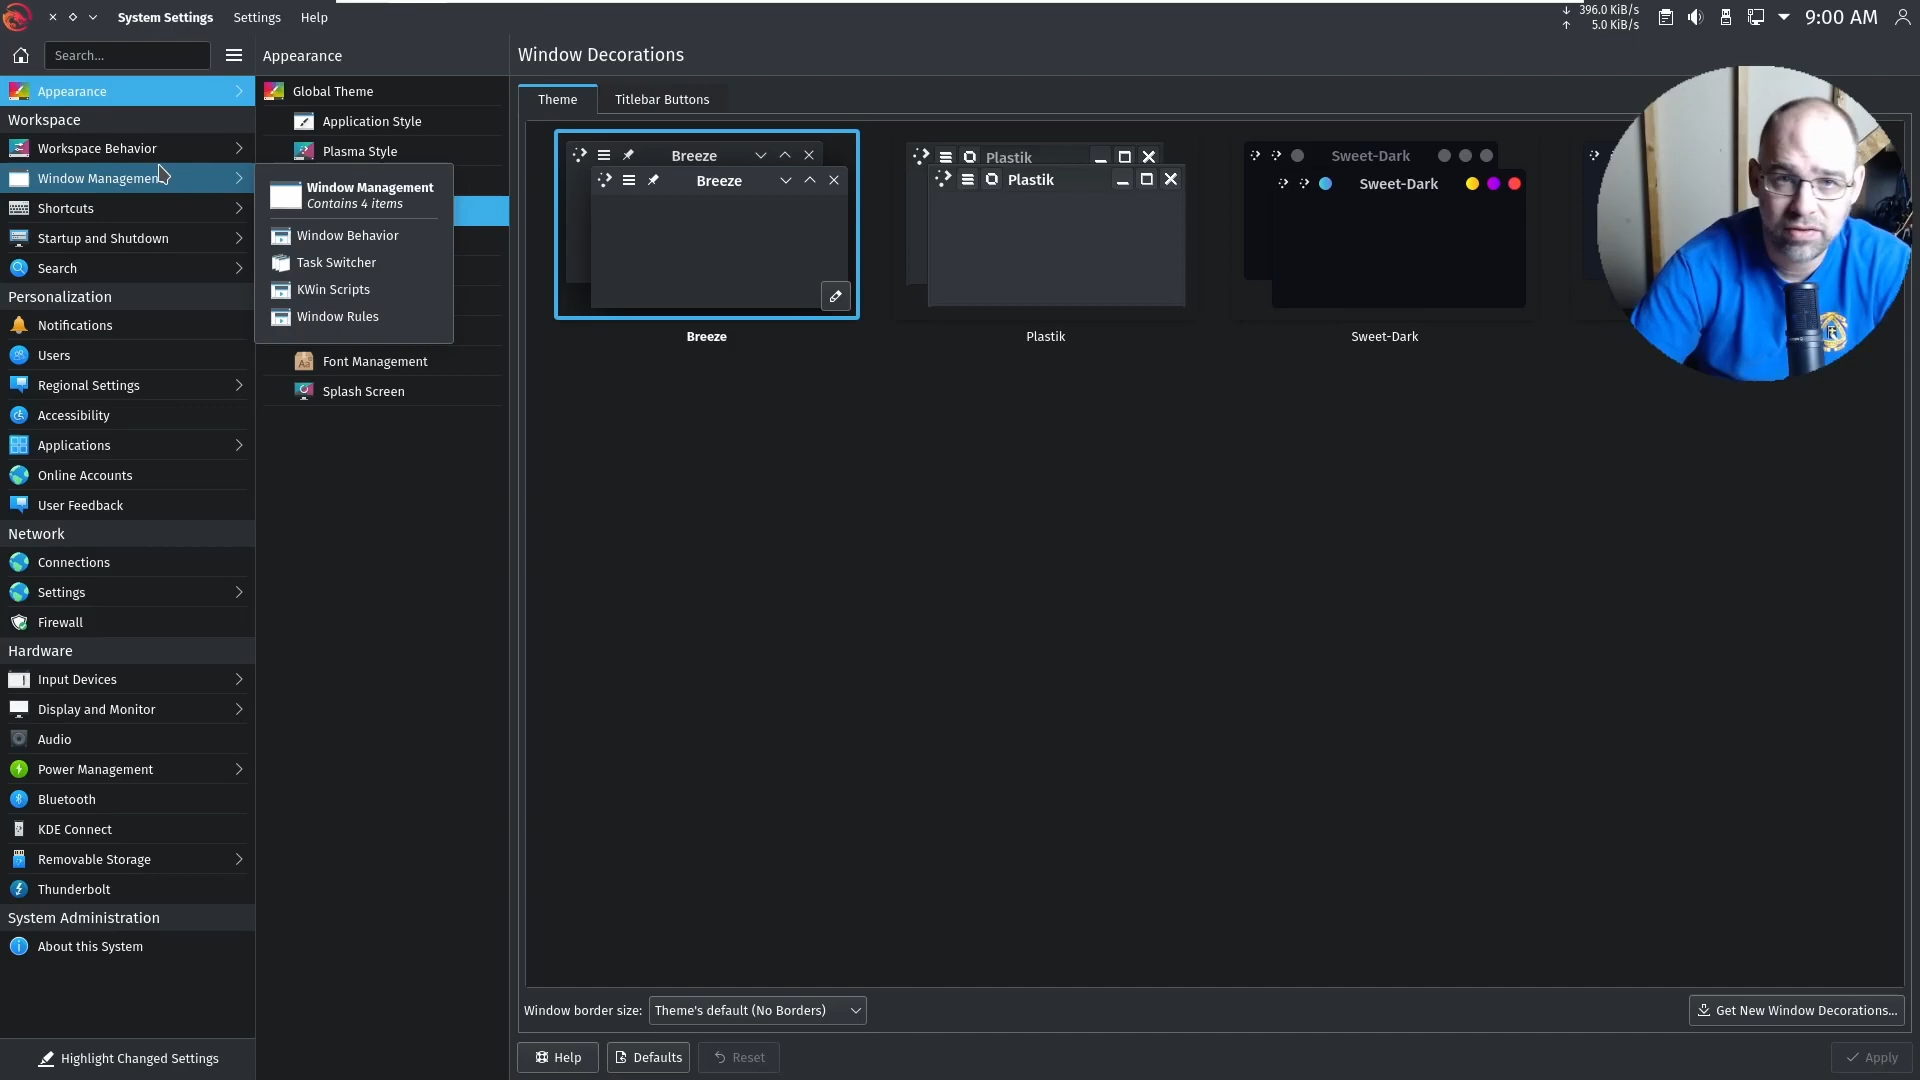 System Settings
Settings
Help
396.0 KiB/s
5.0 KiB/s
9:00 AM
Search...
Appearance
Window Decorations
Appearance
Workspace
Workspace Behavior
Window Managemen
Shortcuts
Startup and Shutdown
Search
Personalization
Notifications
Users
Regional Settings
Accessibility
Applications
Online Accounts
User Feedback
Network
Connections
Settings
Firewall
Hardware
Input Devices
Display and Monitor
Audio
Power Management
Bluetooth
KDE Connect
Removable Storage
Thunderbolt
System Administration
About this System
Highlight Changed Settings
Global Theme
Application Style
Plasma Style
Window Management
Contains 4 items
Window Behavior
Task Switcher
KWin Scripts
Window Rules
Font Management
Splash Screen
Theme
Titlebar Buttons
Breeze
Breeze
Breeze
Plastik
Plastik
Plastik
Sweet-Dark
Sweet-Dark
Sweet-Dark
Window border size:
Theme's default (No Borders)
Get New Window Decorations...
Help
Defaults
Reset
Apply